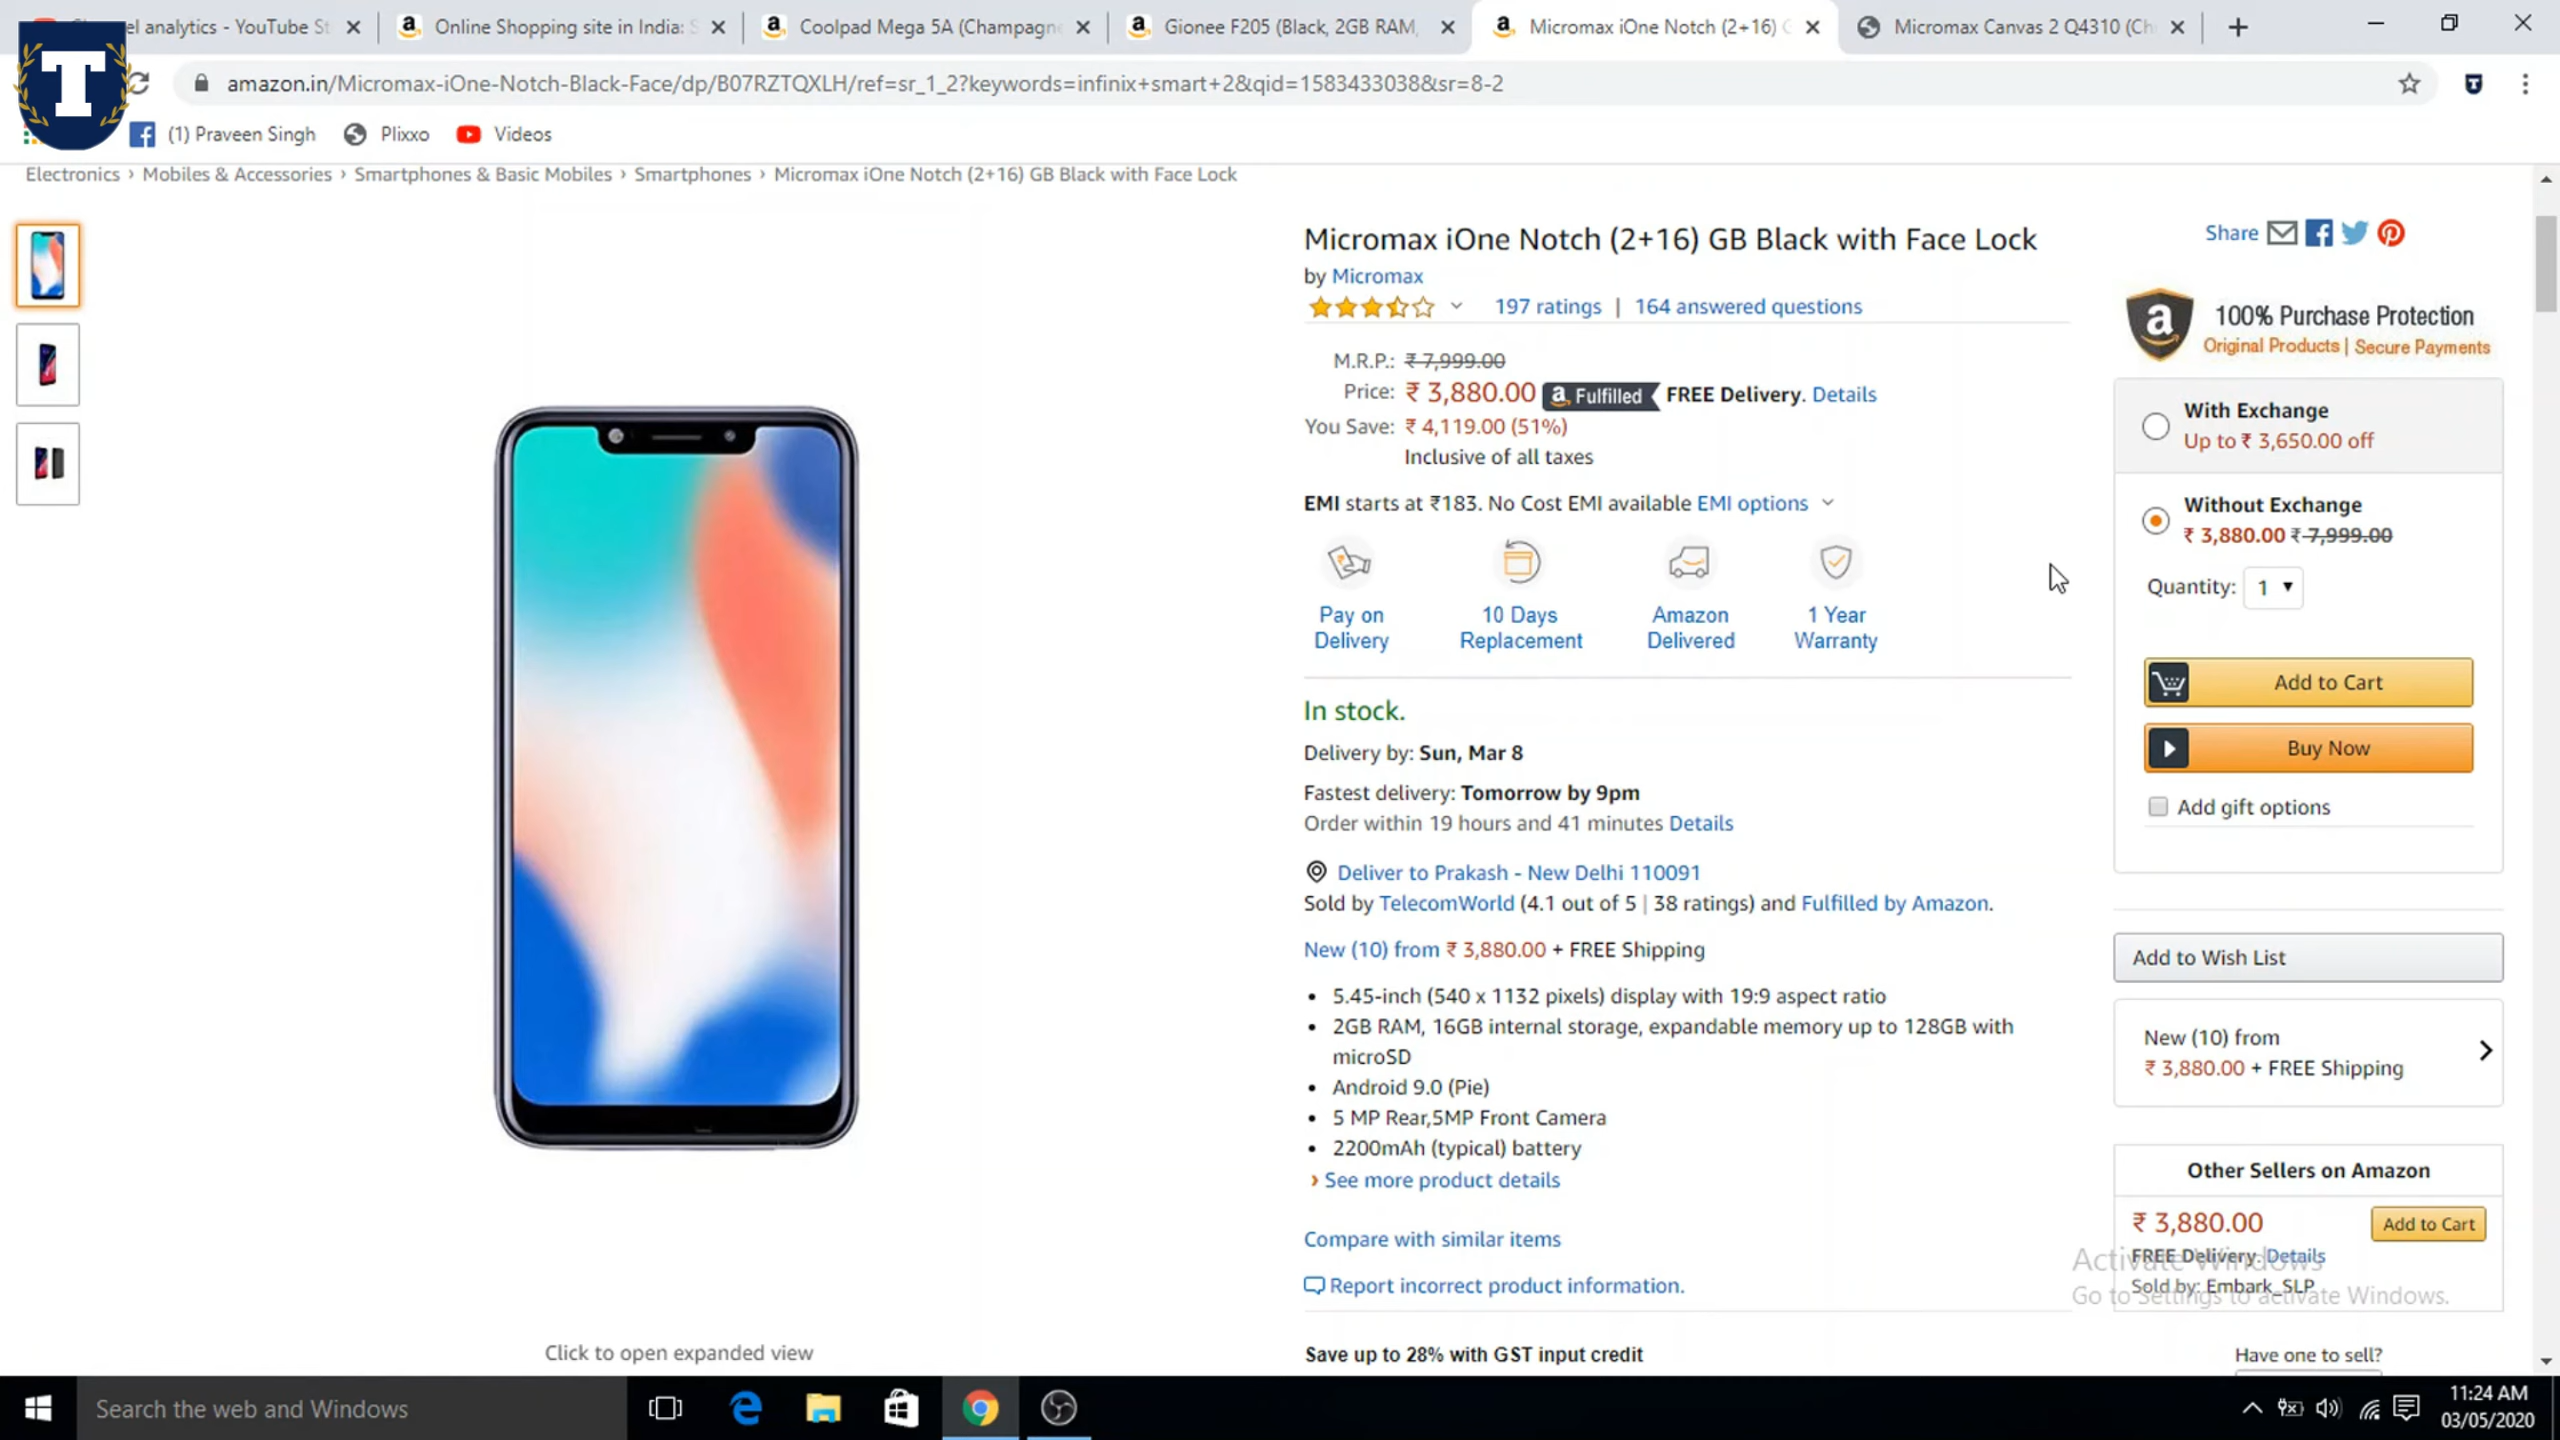 el analytics - YouTube St
Online Shopping site in India: S
Coolpad Mega 5A (Champagne
Gionee F205 (Black, 2GB RAM,
Micromax iOne Notch (2+16) G
Micromax Canvas 2 Q4310 (Ch
T
amazon.in/Micromax-iOne-Notch-Black-Face/dp/B07RZTQXLH/ref=sr_1_2?keywords=infinix+smart+2&qid=1583433038&sr=8-2
(1) Praveen Singh
Plixxo
Videos
Electronics › Mobiles & Accessories › Smartphones & Basic Mobiles › Smartphones › Micromax iOne Notch (2+16) GB Black with Face Lock
Micromax iOne Notch (2+16) GB Black with Face Lock
by Micromax
197 ratings | 164 answered questions
M.R.P.: ₹ 7,999.00
Price: ₹ 3,880.00 a Fulfilled FREE Delivery. Details
You Save: ₹ 4,119.00 (51%)
Inclusive of all taxes
EMI starts at ₹183. No Cost EMI available EMI options
Pay on
Delivery
10 Days
Replacement
Amazon
Delivered
1 Year
Warranty
In stock.
Delivery by: Sun, Mar 8
Fastest delivery: Tomorrow by 9pm
Order within 19 hours and 41 minutes Details
Deliver to Prakash - New Delhi 110091
Sold by TelecomWorld (4.1 out of 5 | 38 ratings) and Fulfilled by Amazon.
New (10) from ₹ 3,880.00 + FREE Shipping
• 5.45-inch (540 x 1132 pixels) display with 19:9 aspect ratio
• 2GB RAM, 16GB internal storage, expandable memory up to 128GB with
microSD
• Android 9.0 (Pie)
• 5 MP Rear,5MP Front Camera
• 2200mAh (typical) battery
› See more product details
Compare with similar items
Report incorrect product information.
Save up to 28% with GST input credit
Click to open expanded view
Share
a
100% Purchase Protection
Original Products | Secure Payments
With Exchange
Up to ₹ 3,650.00 off
Without Exchange
₹ 3,880.00 ₹ 7,999.00
Quantity: 1
Add to Cart
Buy Now
Add gift options
Add to Wish List
New (10) from
₹ 3,880.00 + FREE Shipping
Other Sellers on Amazon
₹ 3,880.00
Add to Cart
FREE Delivery. Details
Sold by: Embark_SLP
Activate Windows
Go to Settings to activate Windows.
Have one to sell?
Search the web and Windows
11:24 AM
03/05/2020